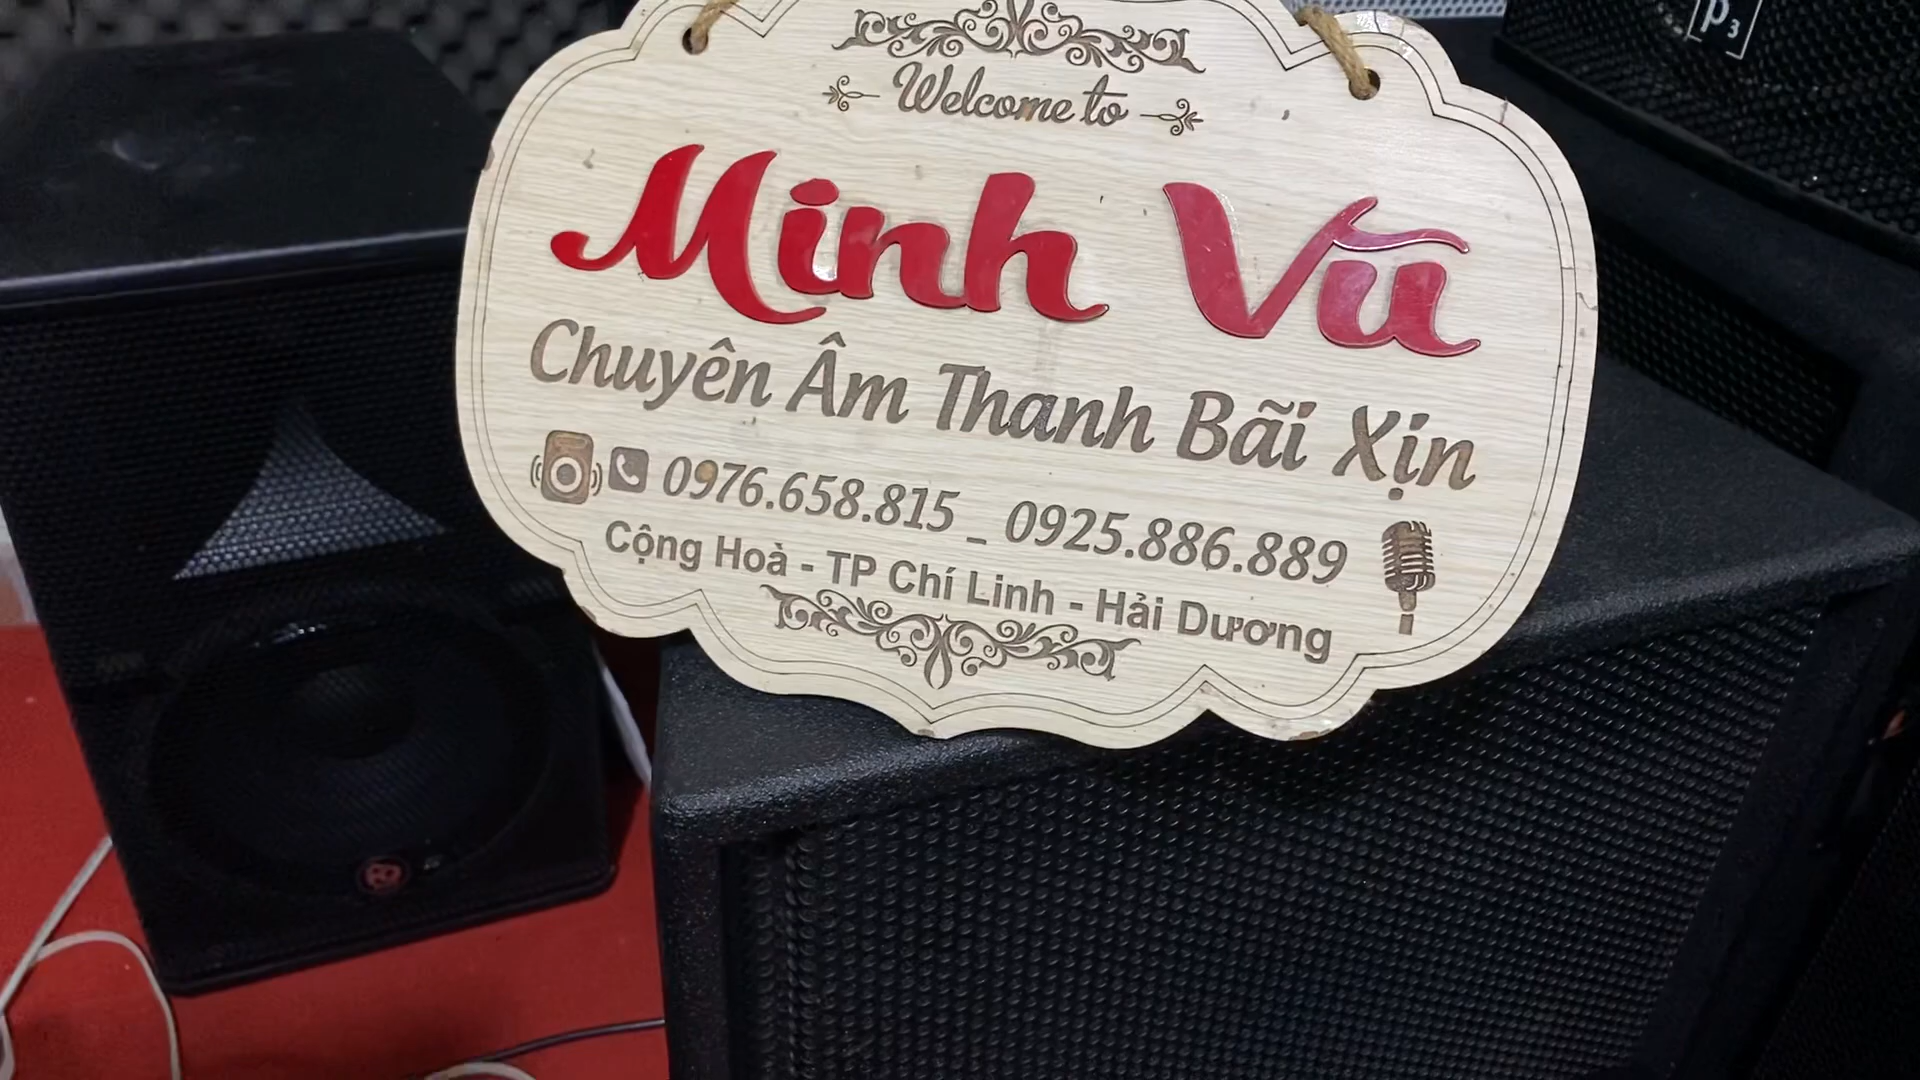 P3
Welcome to
Minh Vũ
Chuyên Âm Thanh Bãi Xịn
0976.658.815 _ 0925.886.889
Cộng Hoà - TP Chí Linh - Hải Dương